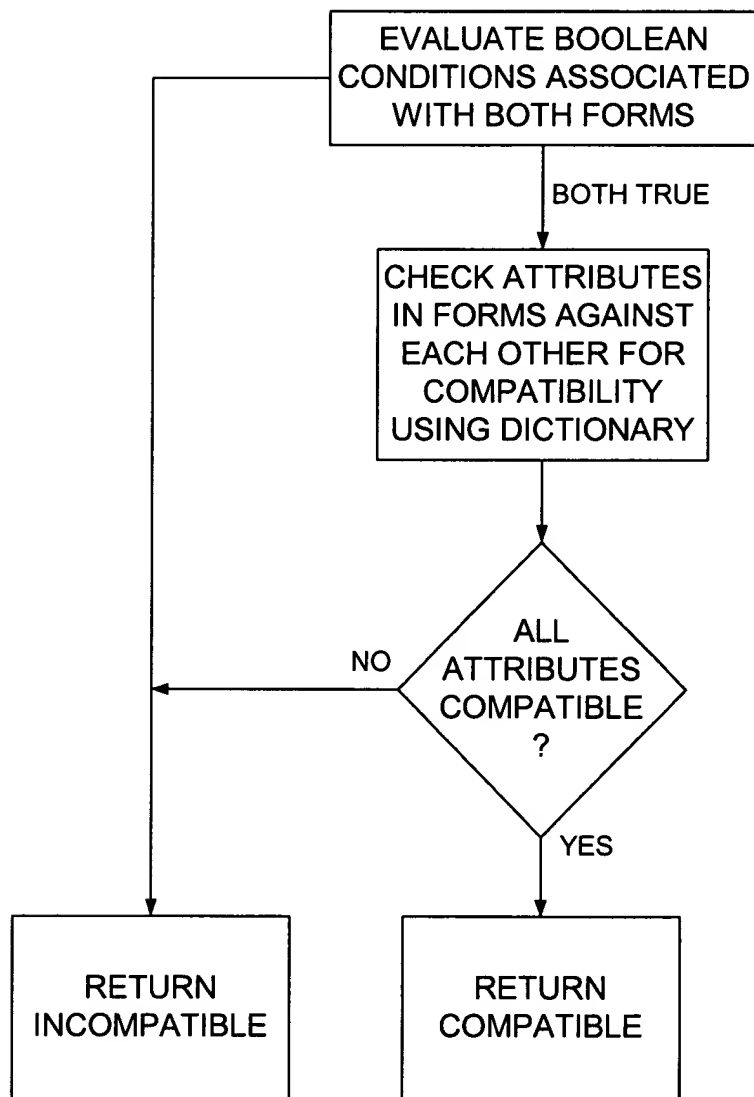 EVALUATE BOOLEAN
CONDITIONS ASSOCIATED
WITH BOTH FORMS
BOTH TRUE
CHECK ATTRIBUTES
IN FORMS AGAINST
EACH OTHER FOR
COMPATIBILITY
USING DICTIONARY
ALL
ATTRIBUTES
COMPATIBLE
?
NO
YES
RETURN
INCOMPATIBLE
RETURN
COMPATIBLE